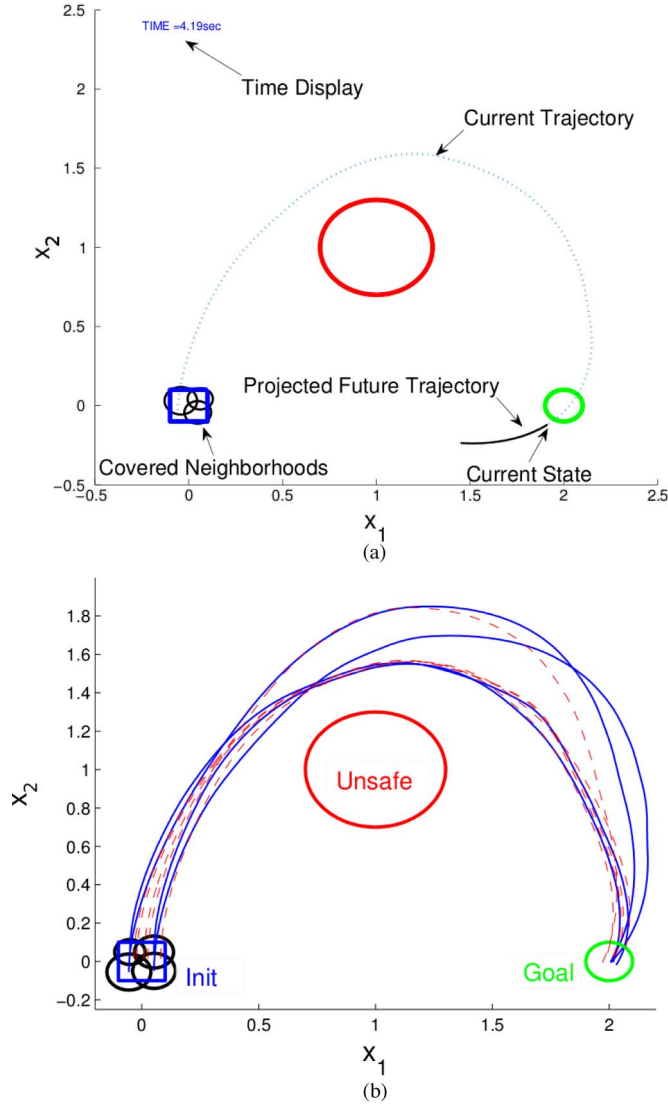 2.5
TIME =4.19sec
2
Time Display
Current Trajectory
1.5
x2
1
0.5
Projected Future Trajectory
0
Covered Neighborhoods
Current State
−0.5
−0.5 0 0.5 1 1.5 2 2.5
x1
(a)
1.8
1.6
1.4
1.2
x2
1
Unsafe
0.8
0.6
0.4
0.2
0
Init
Goal
−0.2
0 0.5 1 1.5 2
x1
(b)